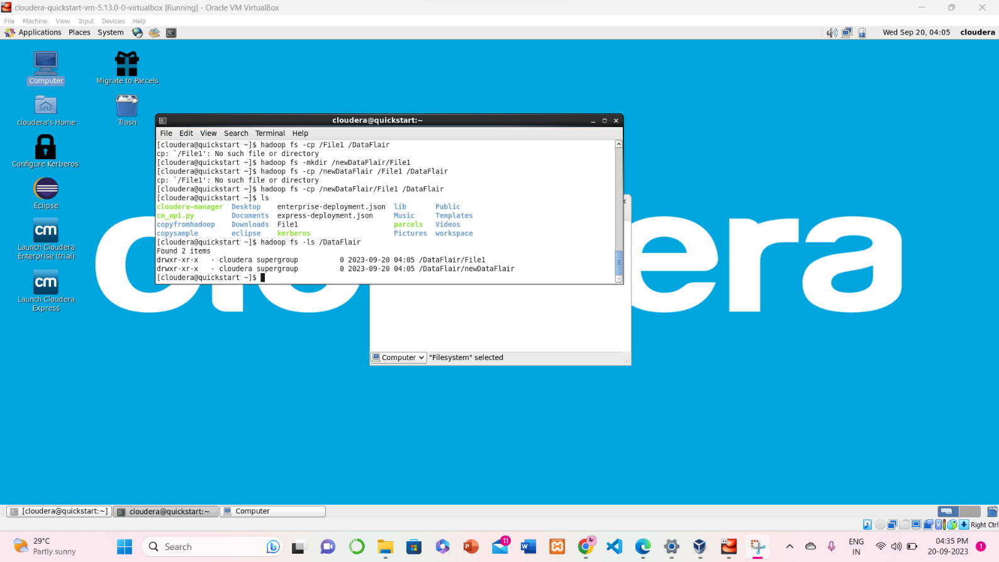 cloudera-quickstart-vm-5.13.0-0-virtualbox [Running] - Oracle VM VirtualBox
File Machine View Input Devices Help
Applications Places System Wed Sep 20, 04:05 cloudera
Computer
Migrate to Parcels
cloudera's Home
Trash
Configure Kerberos
Eclipse
cm
Launch Cloudera
Enterprise (trial)
cm
Launch Cloudera
Express
cloudera@quickstart:~
File Edit View Search Terminal Help
[cloudera@quickstart ~]$ hadoop fs -cp /File1 /DataFlair
cp: `/File1': No such file or directory
[cloudera@quickstart ~]$ hadoop fs -mkdir /newDataFlair/File1
[cloudera@quickstart ~]$ hadoop fs -cp /newDataFlair /File1 /DataFlair
cp: `/File1': No such file or directory
[cloudera@quickstart ~]$ hadoop fs -cp /newDataFlair/File1 /DataFlair
[cloudera@quickstart ~]$ ls
cloudera-manager Desktop enterprise-deployment.json lib Public
cm_api.py Documents express-deployment.json Music Templates
copyfromhadoop Downloads File1 parcels Videos
copysample eclipse kerberos Pictures workspace
[cloudera@quickstart ~]$ hadoop fs -ls /DataFlair
Found 2 items
drwxr-xr-x - cloudera supergroup 0 2023-09-20 04:05 /DataFlair/File1
drwxr-xr-x - cloudera supergroup 0 2023-09-20 04:05 /DataFlair/newDataFlair
[cloudera@quickstart ~]$
Computer "Filesystem" selected
[cloudera@quickstart:~] cloudera@quickstart:~ Computer
Right Ctrl
29°C
Partly sunny
Search
11
64
ENG
IN
04:35 PM
20-09-2023
1